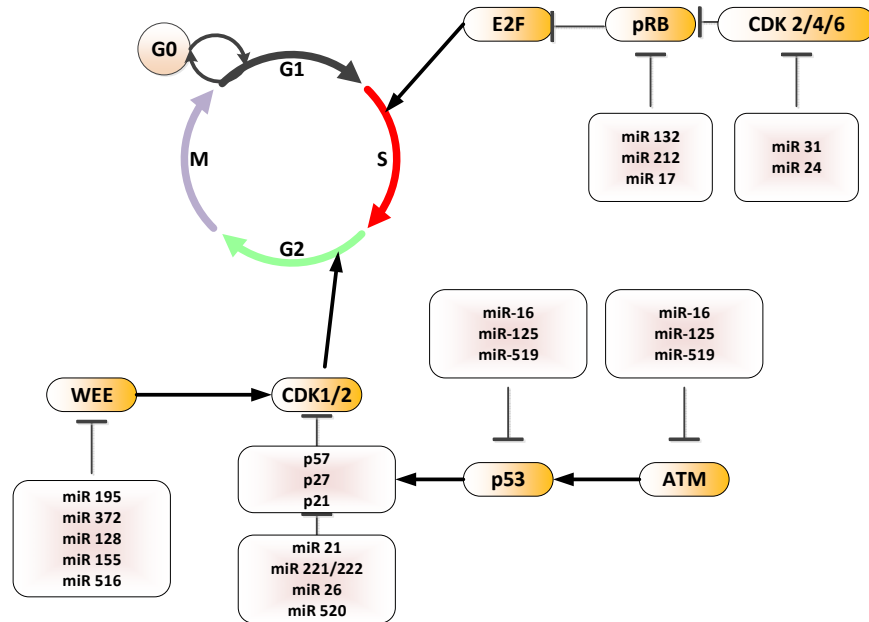 E2F
pRB
CDK 2/4/6
G0
G1
M
S
G2
miR 132
miR 212
miR 17
miR 31
miR 24
miR-16
miR-125
miR-519
miR-16
miR-125
miR-519
WEE
CDK1/2
p57
p27
p21
p53
ATM
miR 195
miR 372
miR 128
miR 155
miR 516
miR 21
miR 221/222
miR 26
miR 520